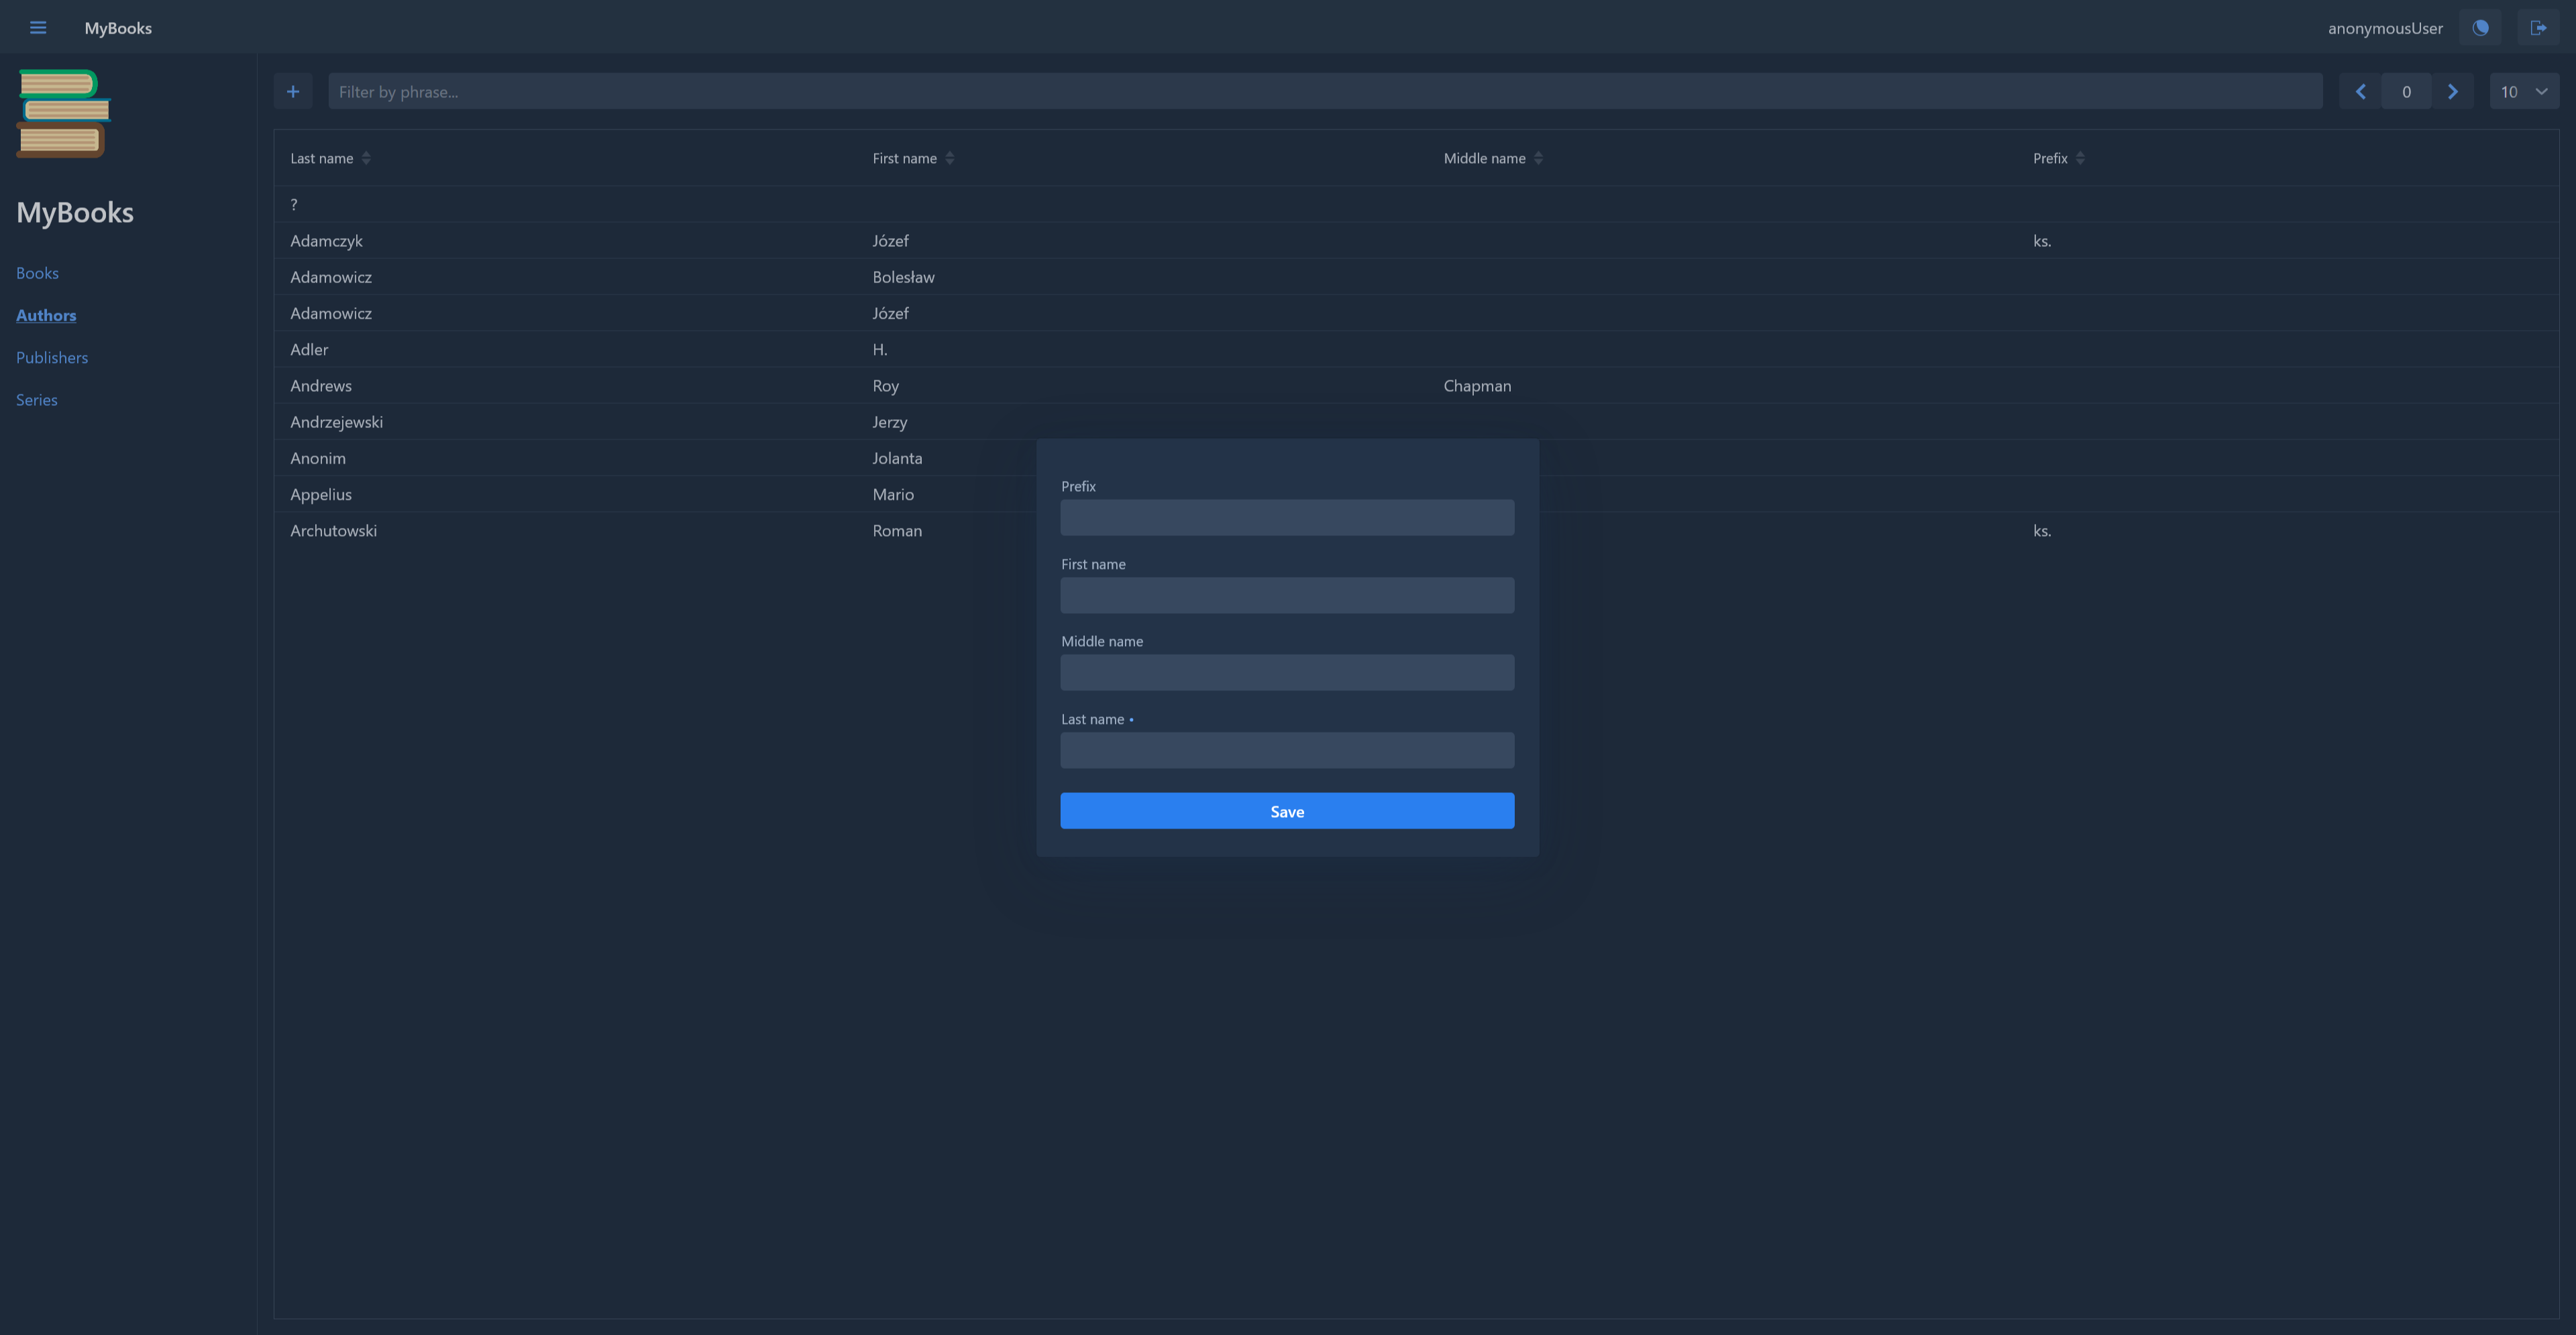 MyBooks
anonymousUser
MyBooks
Books
Authors
Publishers
Series
Filter by phrase...
0
10
Last name First name Middle name Prefix
?
Adamczyk Józef ks.
Adamowicz Bolesław
Adamowicz Józef
Adler H.
Andrews Roy Chapman
Andrzejewski Jerzy
Anonim Jolanta
Appelius Mario
Archutowski Roman ks.
Prefix
First name
Middle name
Last name •
Save